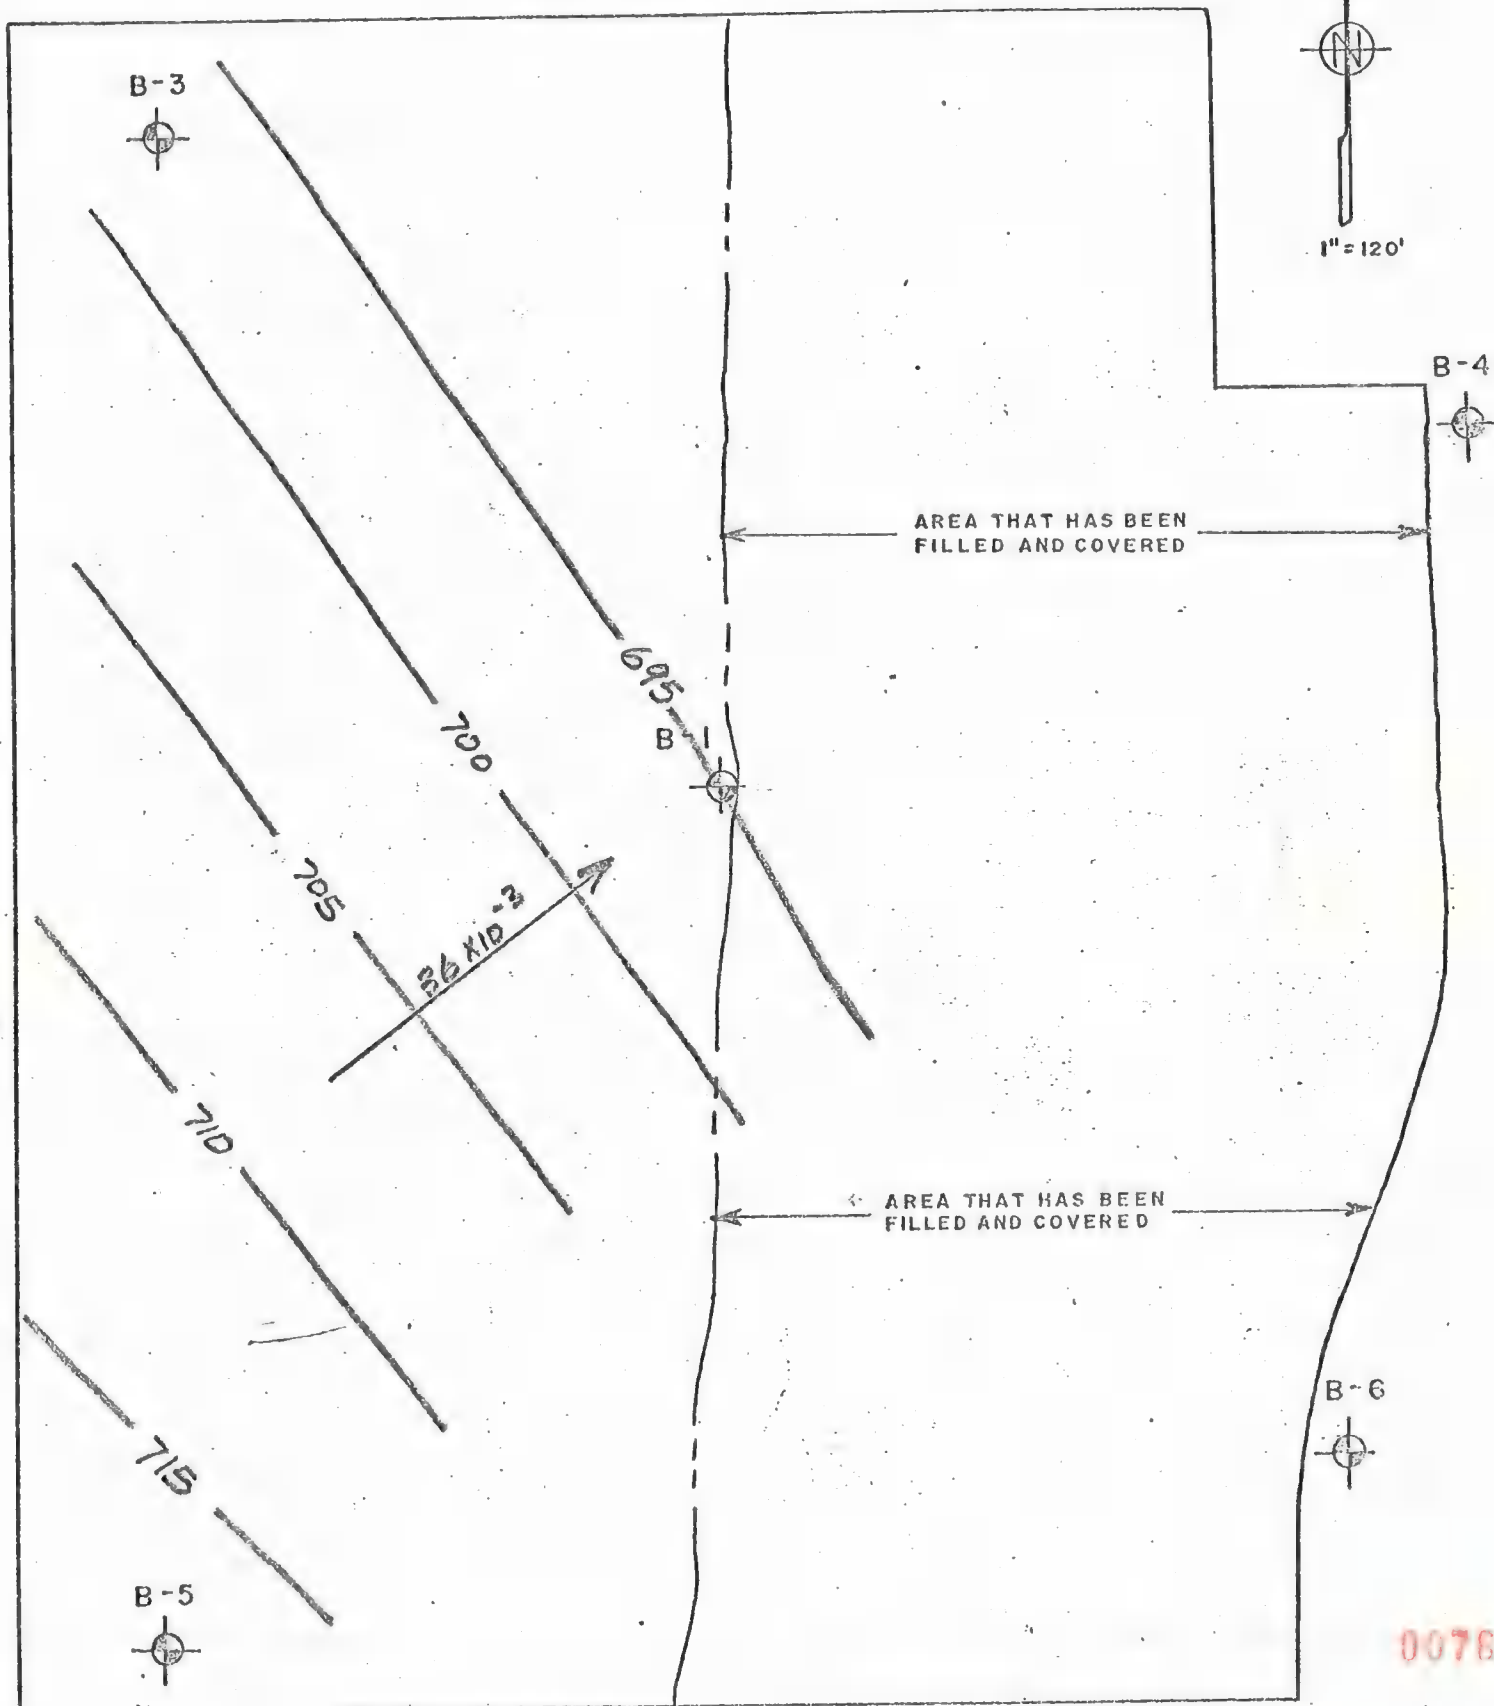 N
1"=120'
B-3
B-4
AREA THAT HAS BEEN
FILLED AND COVERED
695
B-1
700
705
36 X10⁻³
710
AREA THAT HAS BEEN
FILLED AND COVERED
B-6
715
B-5